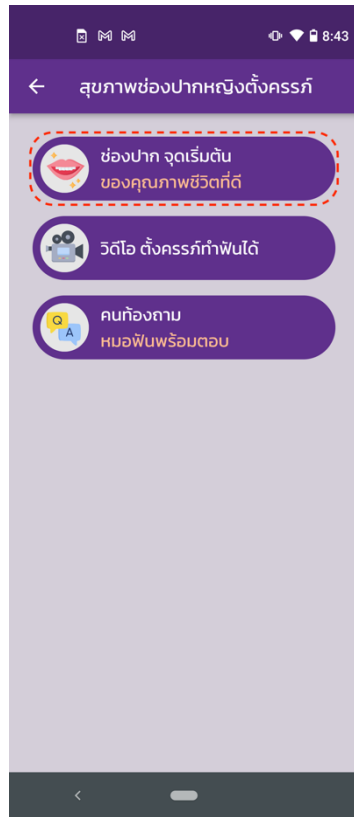 8:43
สุขภาพช่องปากหญิงตั้งครรภ์
ช่องปาก จุดเริ่มต้น
ของคุณภาพชีวิตที่ดี
วิดีโอ ตั้งครรภ์ทำฟันได้
คนท้องถาม
หมอฟันพร้อมตอบ
Q
A